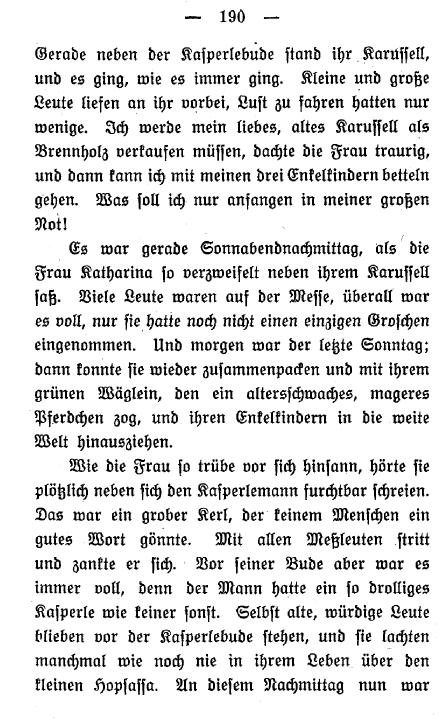 — 190 —
Gerade neben der Kasperlebude stand ihr Karussell,
und es ging, wie es immer ging. Kleine und große
Leute liefen an ihr vorbei, Lust zu fahren hatten nur
wenige. Ich werde mein liebes, altes Karussell als
Brennholz verkaufen müssen, dachte die Frau traurig,
und dann kann ich mit meinen drei Enkelkindern betteln
gehen. Was soll ich nur anfangen in meiner großen
Not!
Es war gerade Sonnabendnachmittag, als die
Frau Katharina so verzweifelt neben ihrem Karussell
saß. Viele Leute waren auf der Messe, überall war
es voll, nur sie hatte noch nicht einen einzigen Groschen
eingenommen. Und morgen war der letzte Sonntag;
dann konnte sie wieder zusammenpacken und mit ihrem
grünen Wäglein, den ein altersschwaches, mageres
Pferdchen zog, und ihren Enkelkindern in die weite
Welt hinausziehen.
Wie die Frau so trübe vor sich hinsann, hörte sie
plötzlich neben sich den Kasperlemann furchtbar schreien.
Das war ein grober Kerl, der keinem Menschen ein
gutes Wort gönnte. Mit allen Meßleuten stritt
und zankte er sich. Vor seiner Bude aber war es
immer voll, denn der Mann hatte ein so drolliges
Kasperle wie keiner sonst. Selbst alte, würdige Leute
blieben vor der Kasperlebude stehen, und sie lachten
manchmal wie noch nie in ihrem Leben über den
kleinen Hopsassa. An diesem Nachmittag nun war